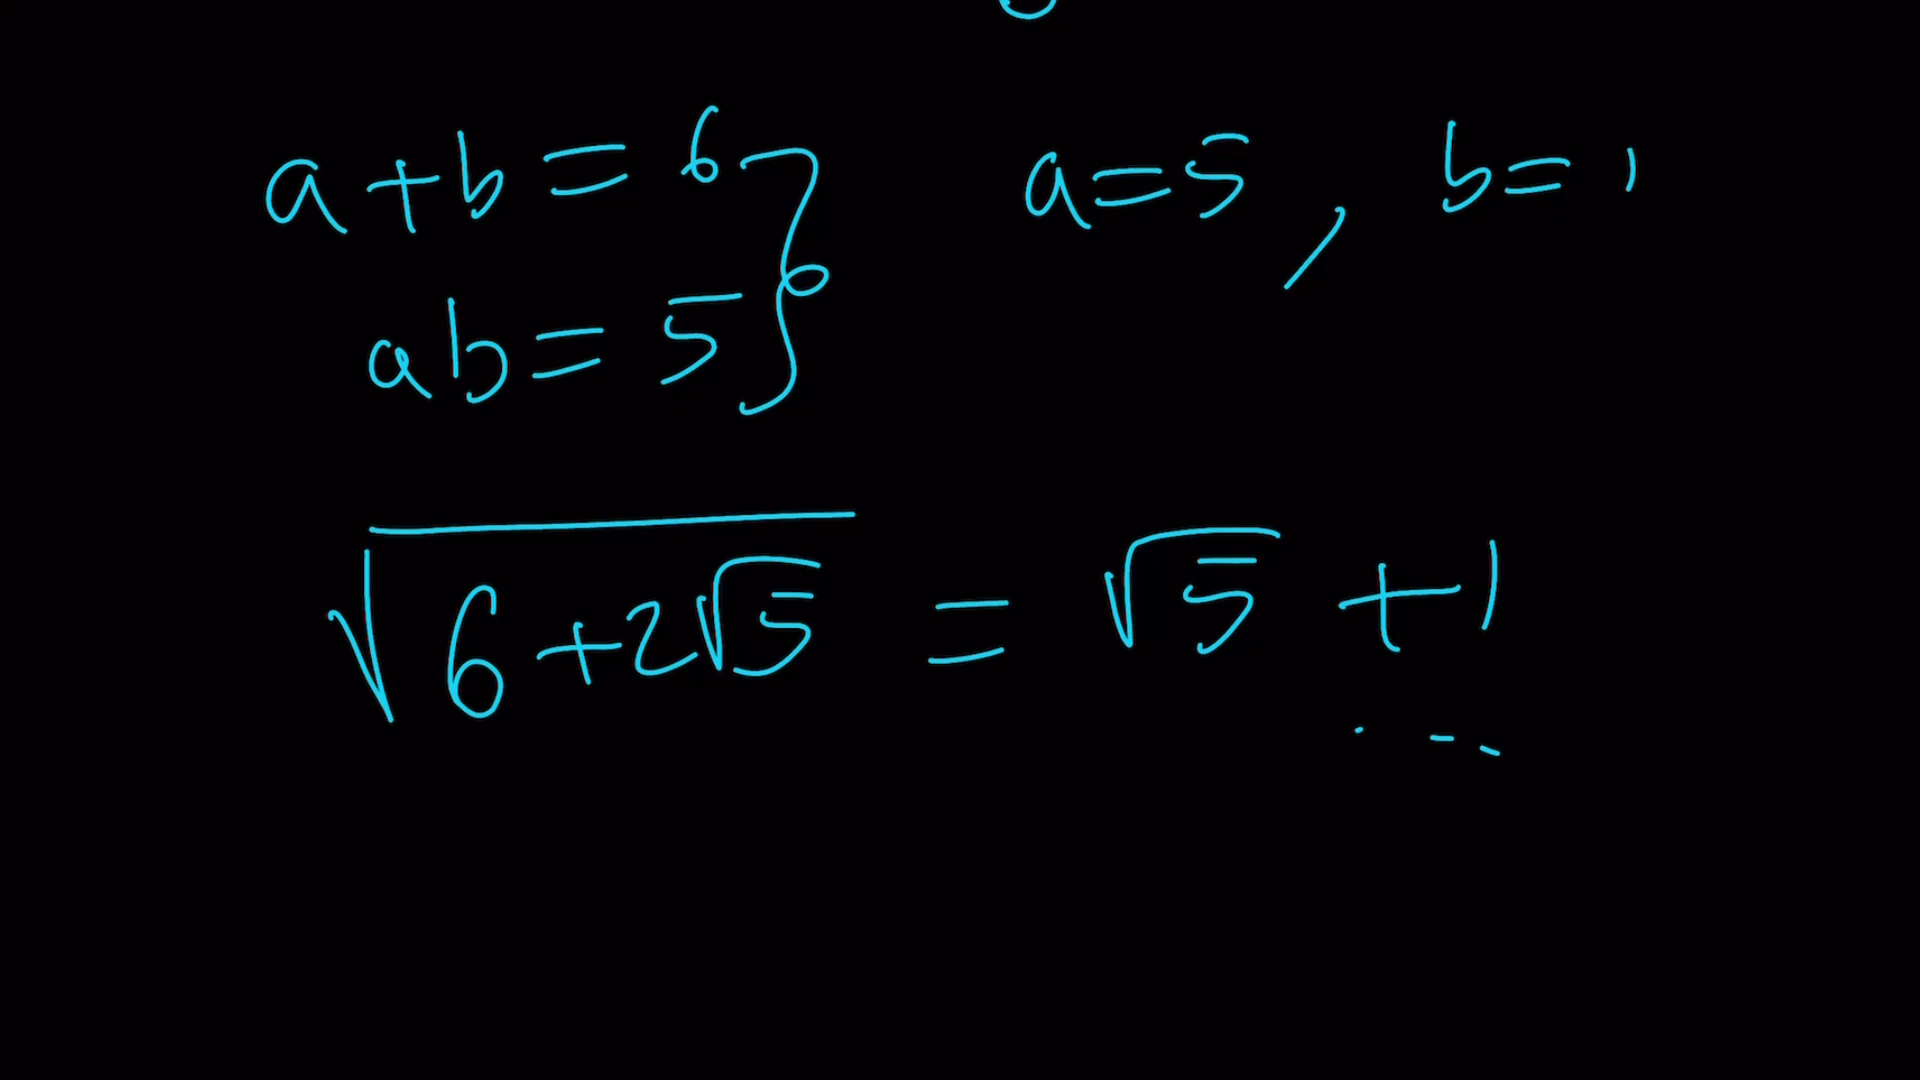 a+b=6 a=5, b=1
ab=5
√(6+2√5) = √5 +1